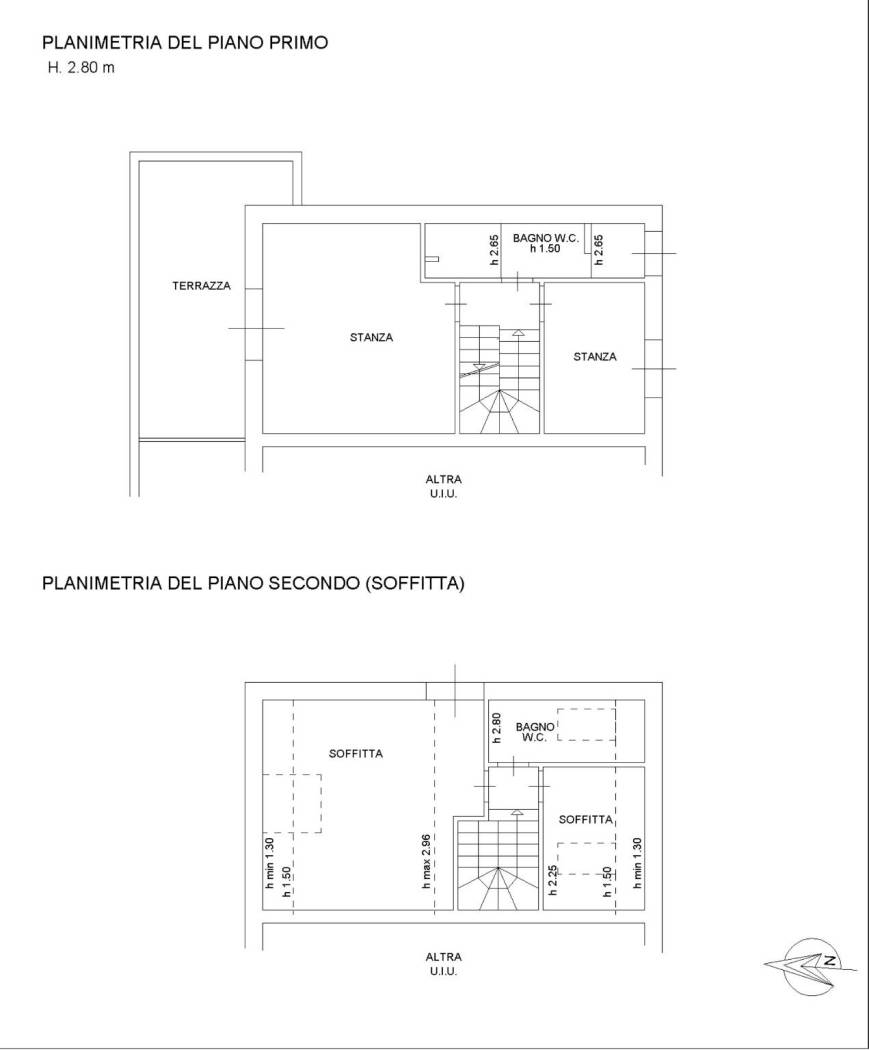 PLANIMETRIA DEL PIANO PRIMO
H. 2.80 m
TERRAZZA
STANZA
h 2.65
BAGNO W.C.
h 1.50
h 2.65
STANZA
ALTRA
U.I.U.
PLANIMETRIA DEL PIANO SECONDO (SOFFITTA)
SOFFITTA
h 2.80
BAGNO
W.C.
SOFFITTA
h min 1.30
h 1.50
h max 2.96
h 2.25
h 1.50
h min 1.30
ALTRA
U.I.U.
N